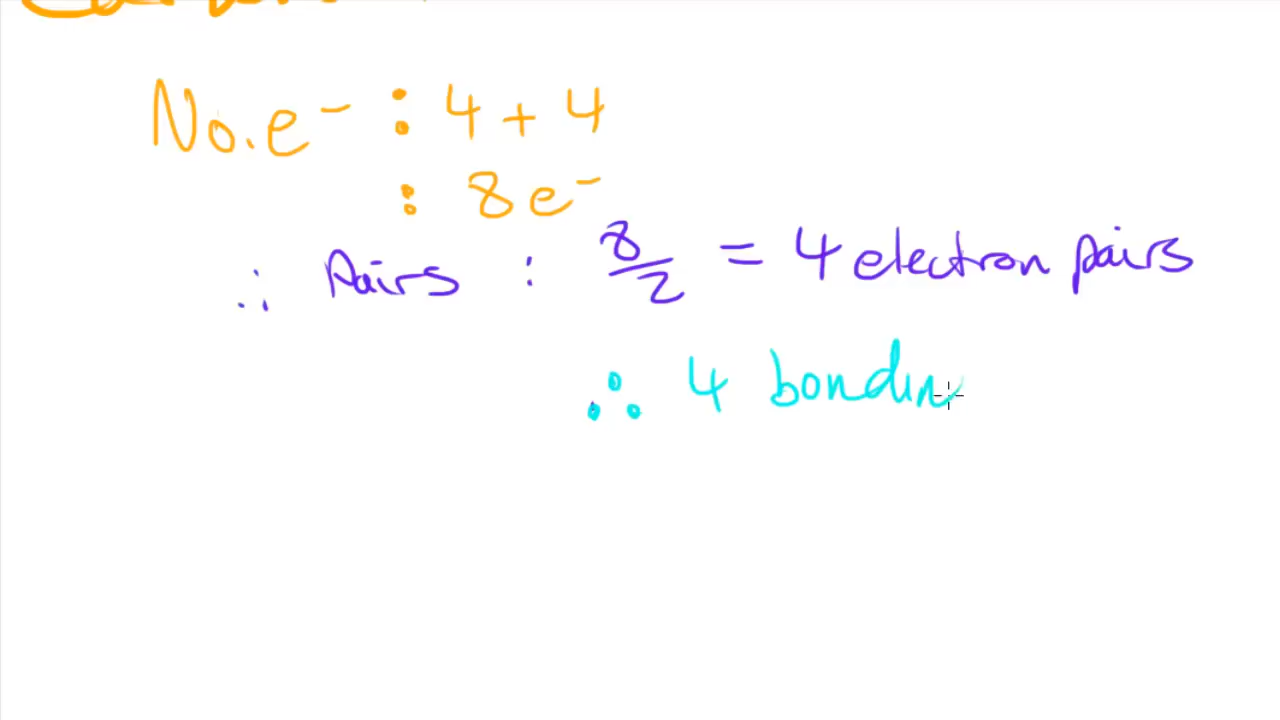 No. e⁻ : 4 + 4
: 8e⁻
∴ Pairs : 8/2 = 4 electron pairs
∴ 4 bondin